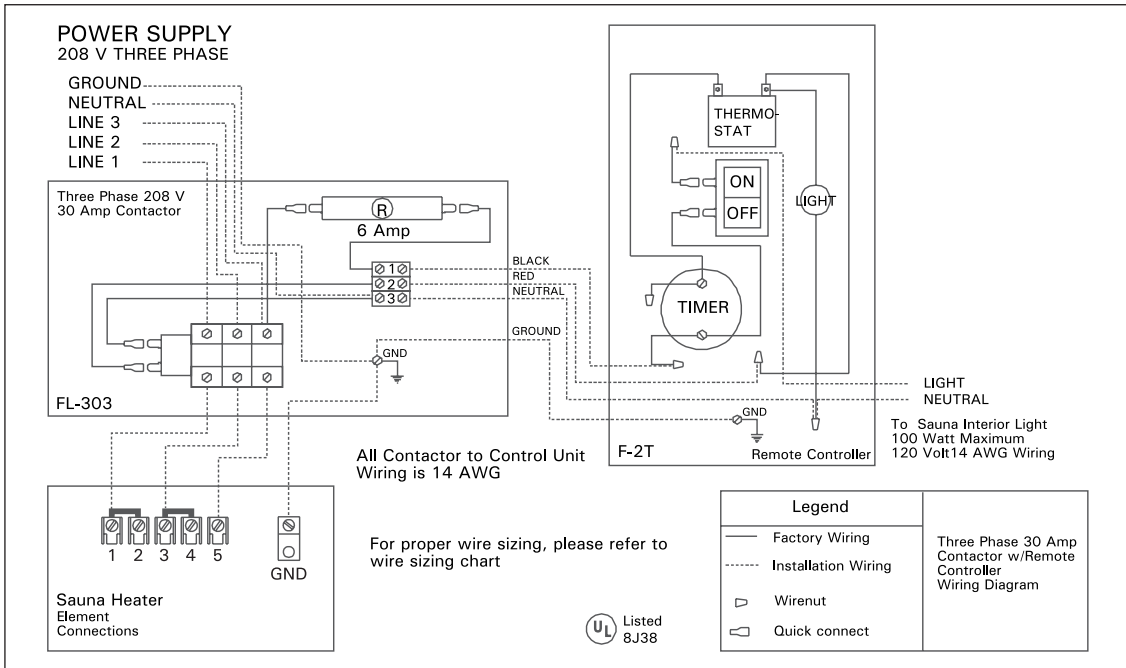 POWER SUPPLY
208 V THREE PHASE
GROUND
NEUTRAL
LINE 3
LINE 2
LINE 1
Three Phase 208 V
30 Amp Contactor
R
6 Amp
1
2
3
BLACK
RED
NEUTRAL
GROUND
GND
FL-303
THERMO-
STAT
ON
OFF
LIGHT
TIMER
GND
F-2T
Remote Controller
LIGHT
NEUTRAL
To Sauna Interior Light
100 Watt Maximum
120 Volt14 AWG Wiring
All Contactor to Control Unit
Wiring is 14 AWG
For proper wire sizing, please refer to
wire sizing chart
1 2 3 4 5
GND
Sauna Heater
Element
Connections
UL
Listed
8J38
Legend
Factory Wiring
Installation Wiring
Wirenut
Quick connect
Three Phase 30 Amp
Contactor w/Remote
Controller
Wiring Diagram